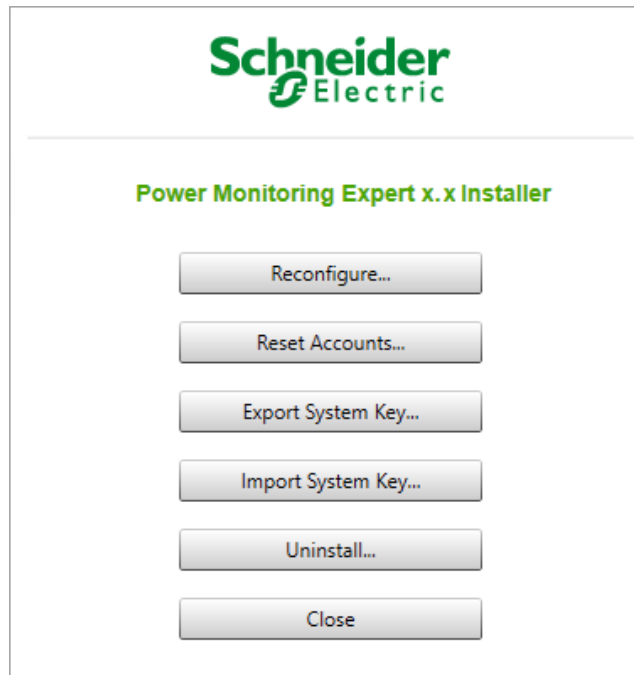 Schneider
Electric
Power Monitoring Expert x.x Installer
Reconfigure...
Reset Accounts...
Export System Key...
Import System Key...
Uninstall...
Close